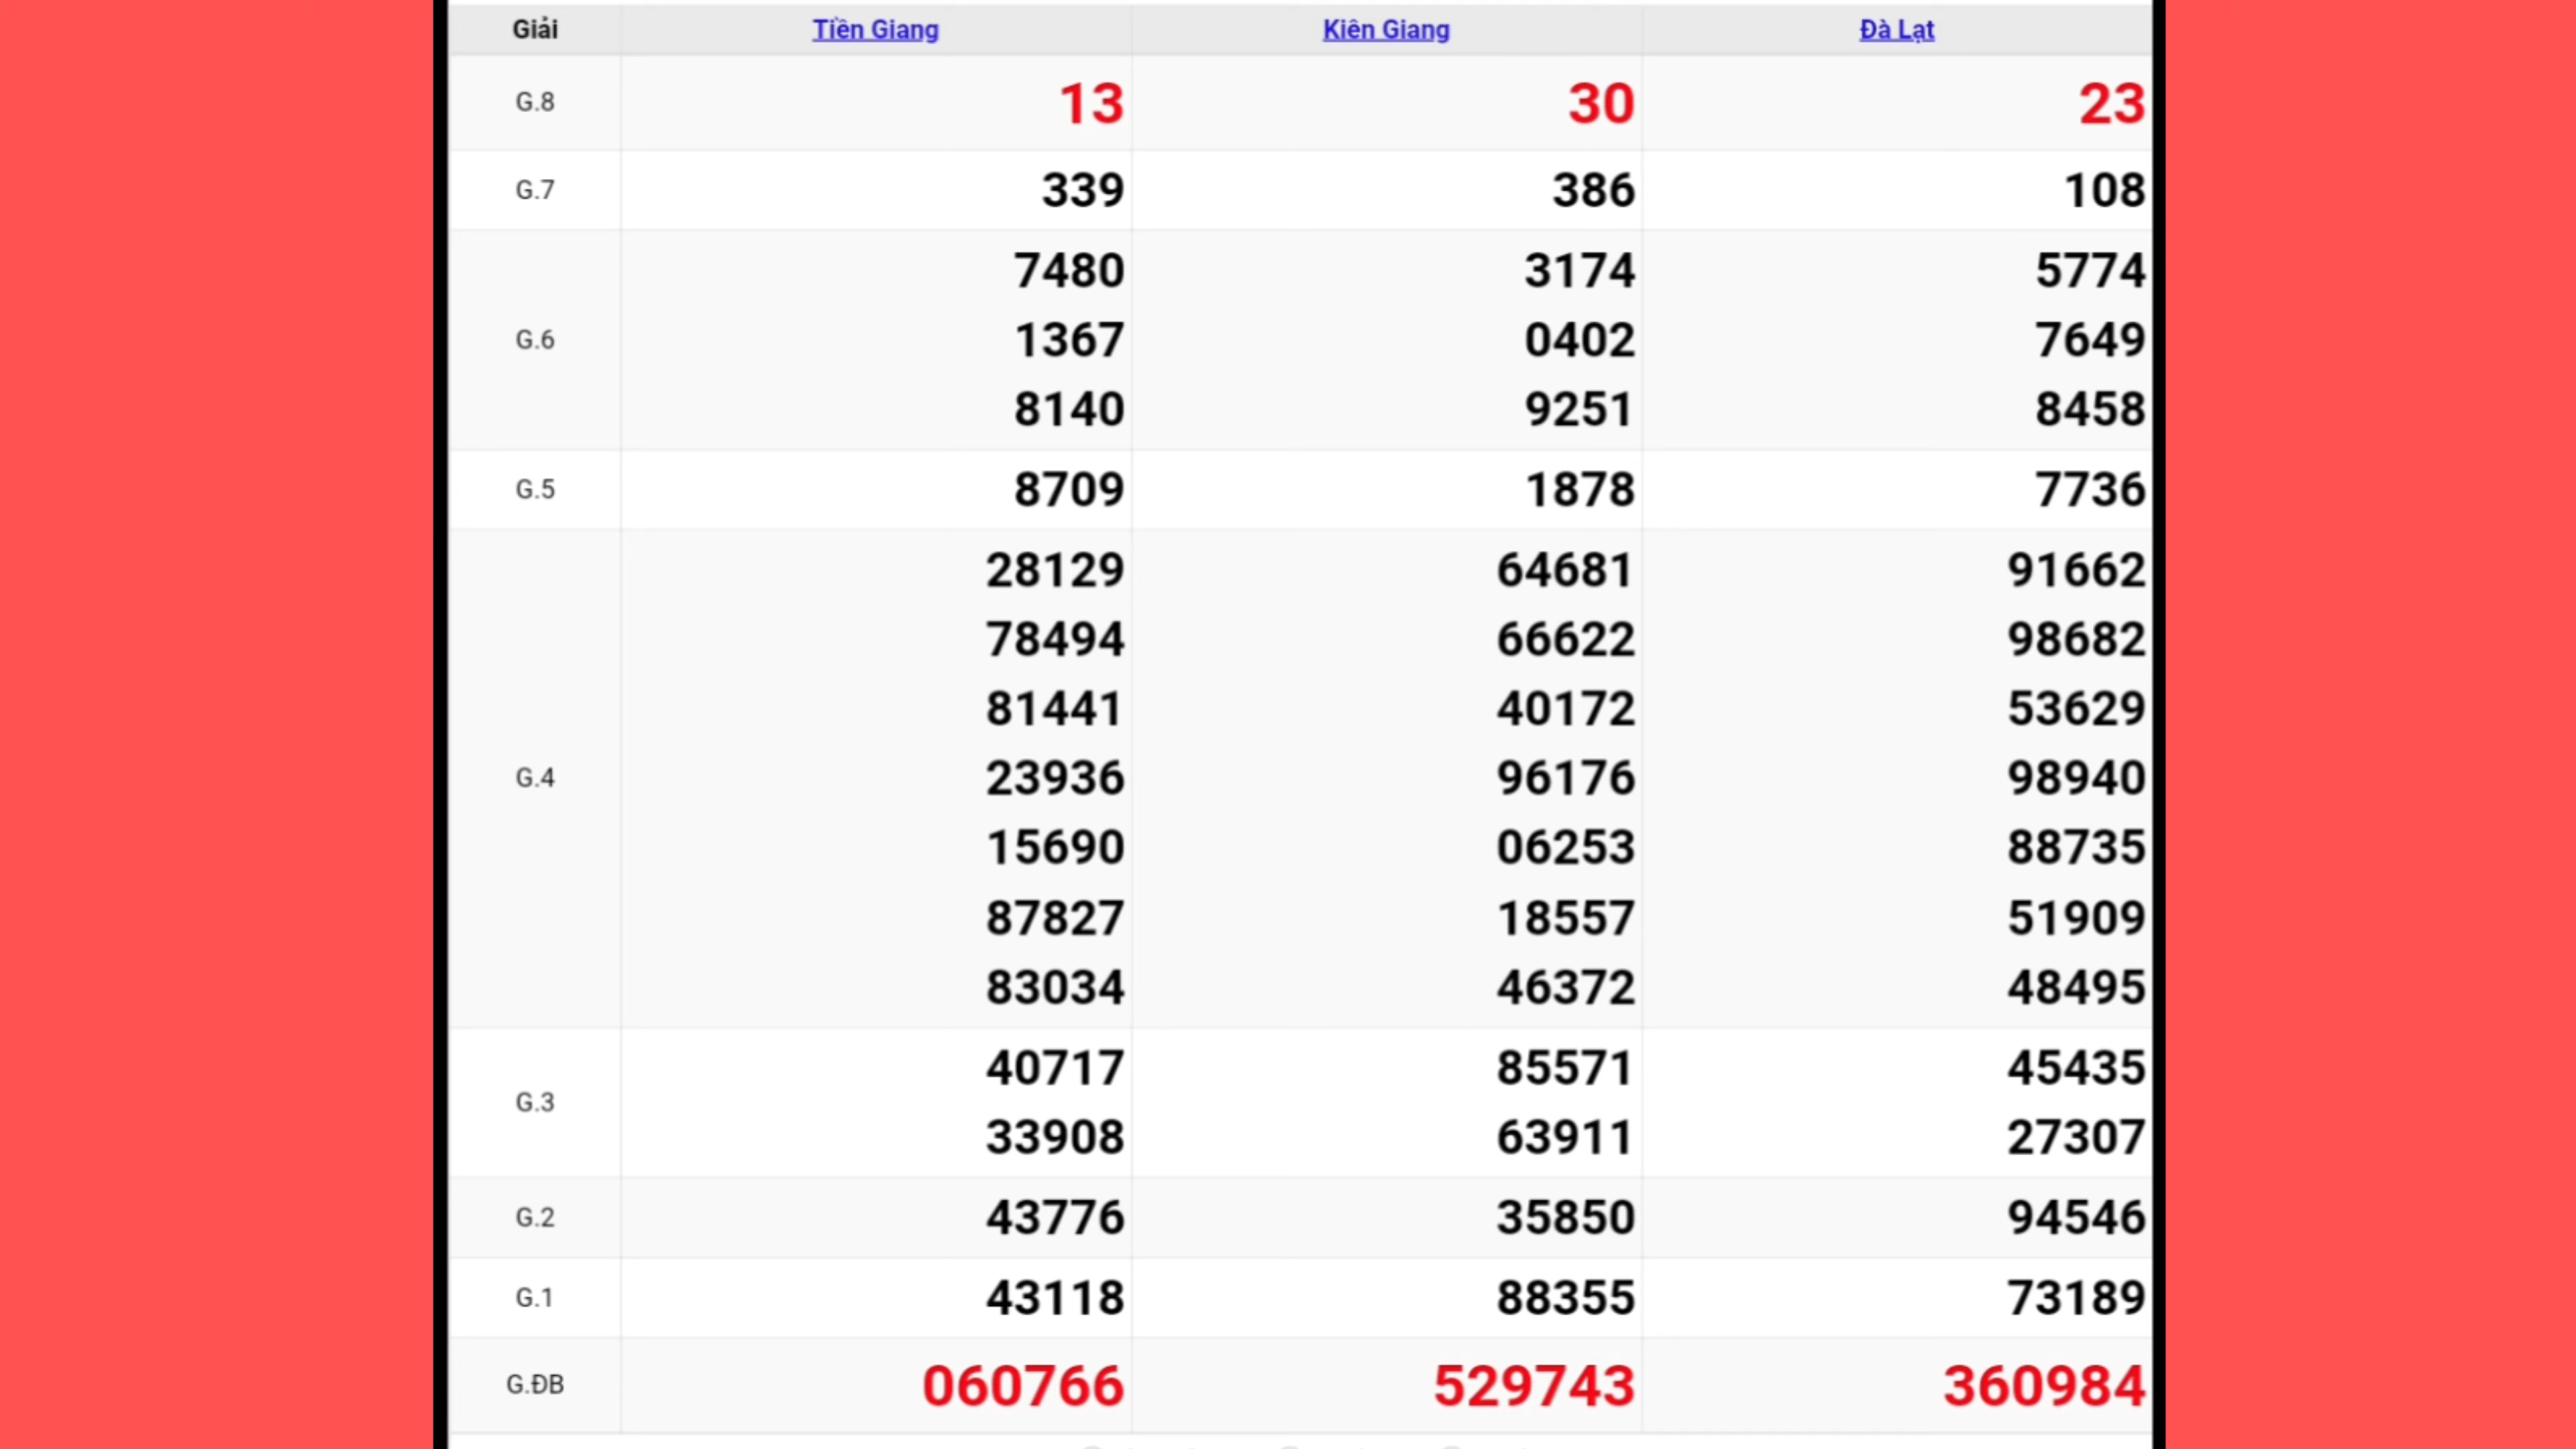 Giải Tiền Giang Kiên Giang Đà Lạt
G.8 13 30 23
G.7 339 386 108
7480 3174 5774
G.6 1367 0402 7649
8140 9251 8458
G.5 8709 1878 7736
28129 64681 91662
78494 66622 98682
81441 40172 53629
G.4 23936 96176 98940
15690 06253 88735
87827 18557 51909
83034 46372 48495
40717 85571 45435
G.3
33908 63911 27307
G.2 43776 35850 94546
G.1 43118 88355 73189
G.ĐB 060766 529743 360984